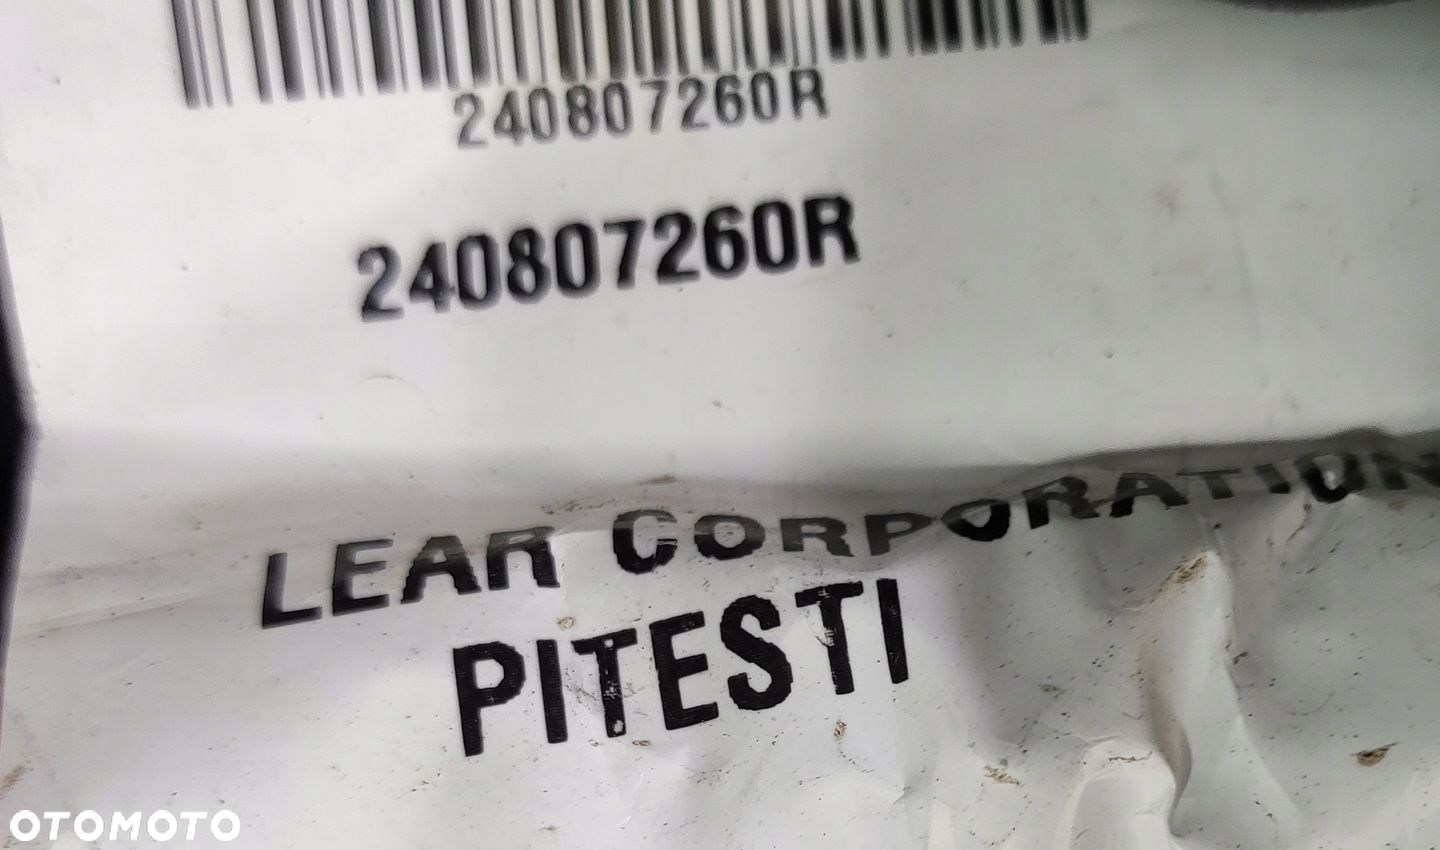 240807260R
240807260R
LEAR CORPORATION
PITESTI
OTOMOTO